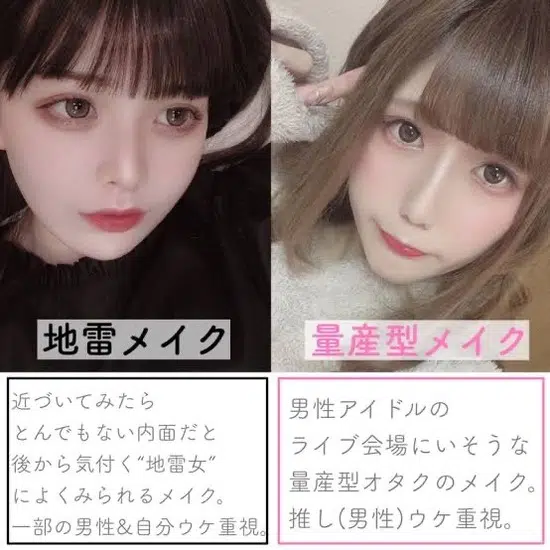 地雷メイク
量産型メイク
近づいてみたら
とんでもない内面だと
後から気付く“地雷女”
によくみられるメイク。
一部の男性&自分ウケ重視。
男性アイドルの
ライブ会場にいそうな
量産型オタクのメイク。
推し(男性)ウケ重視。